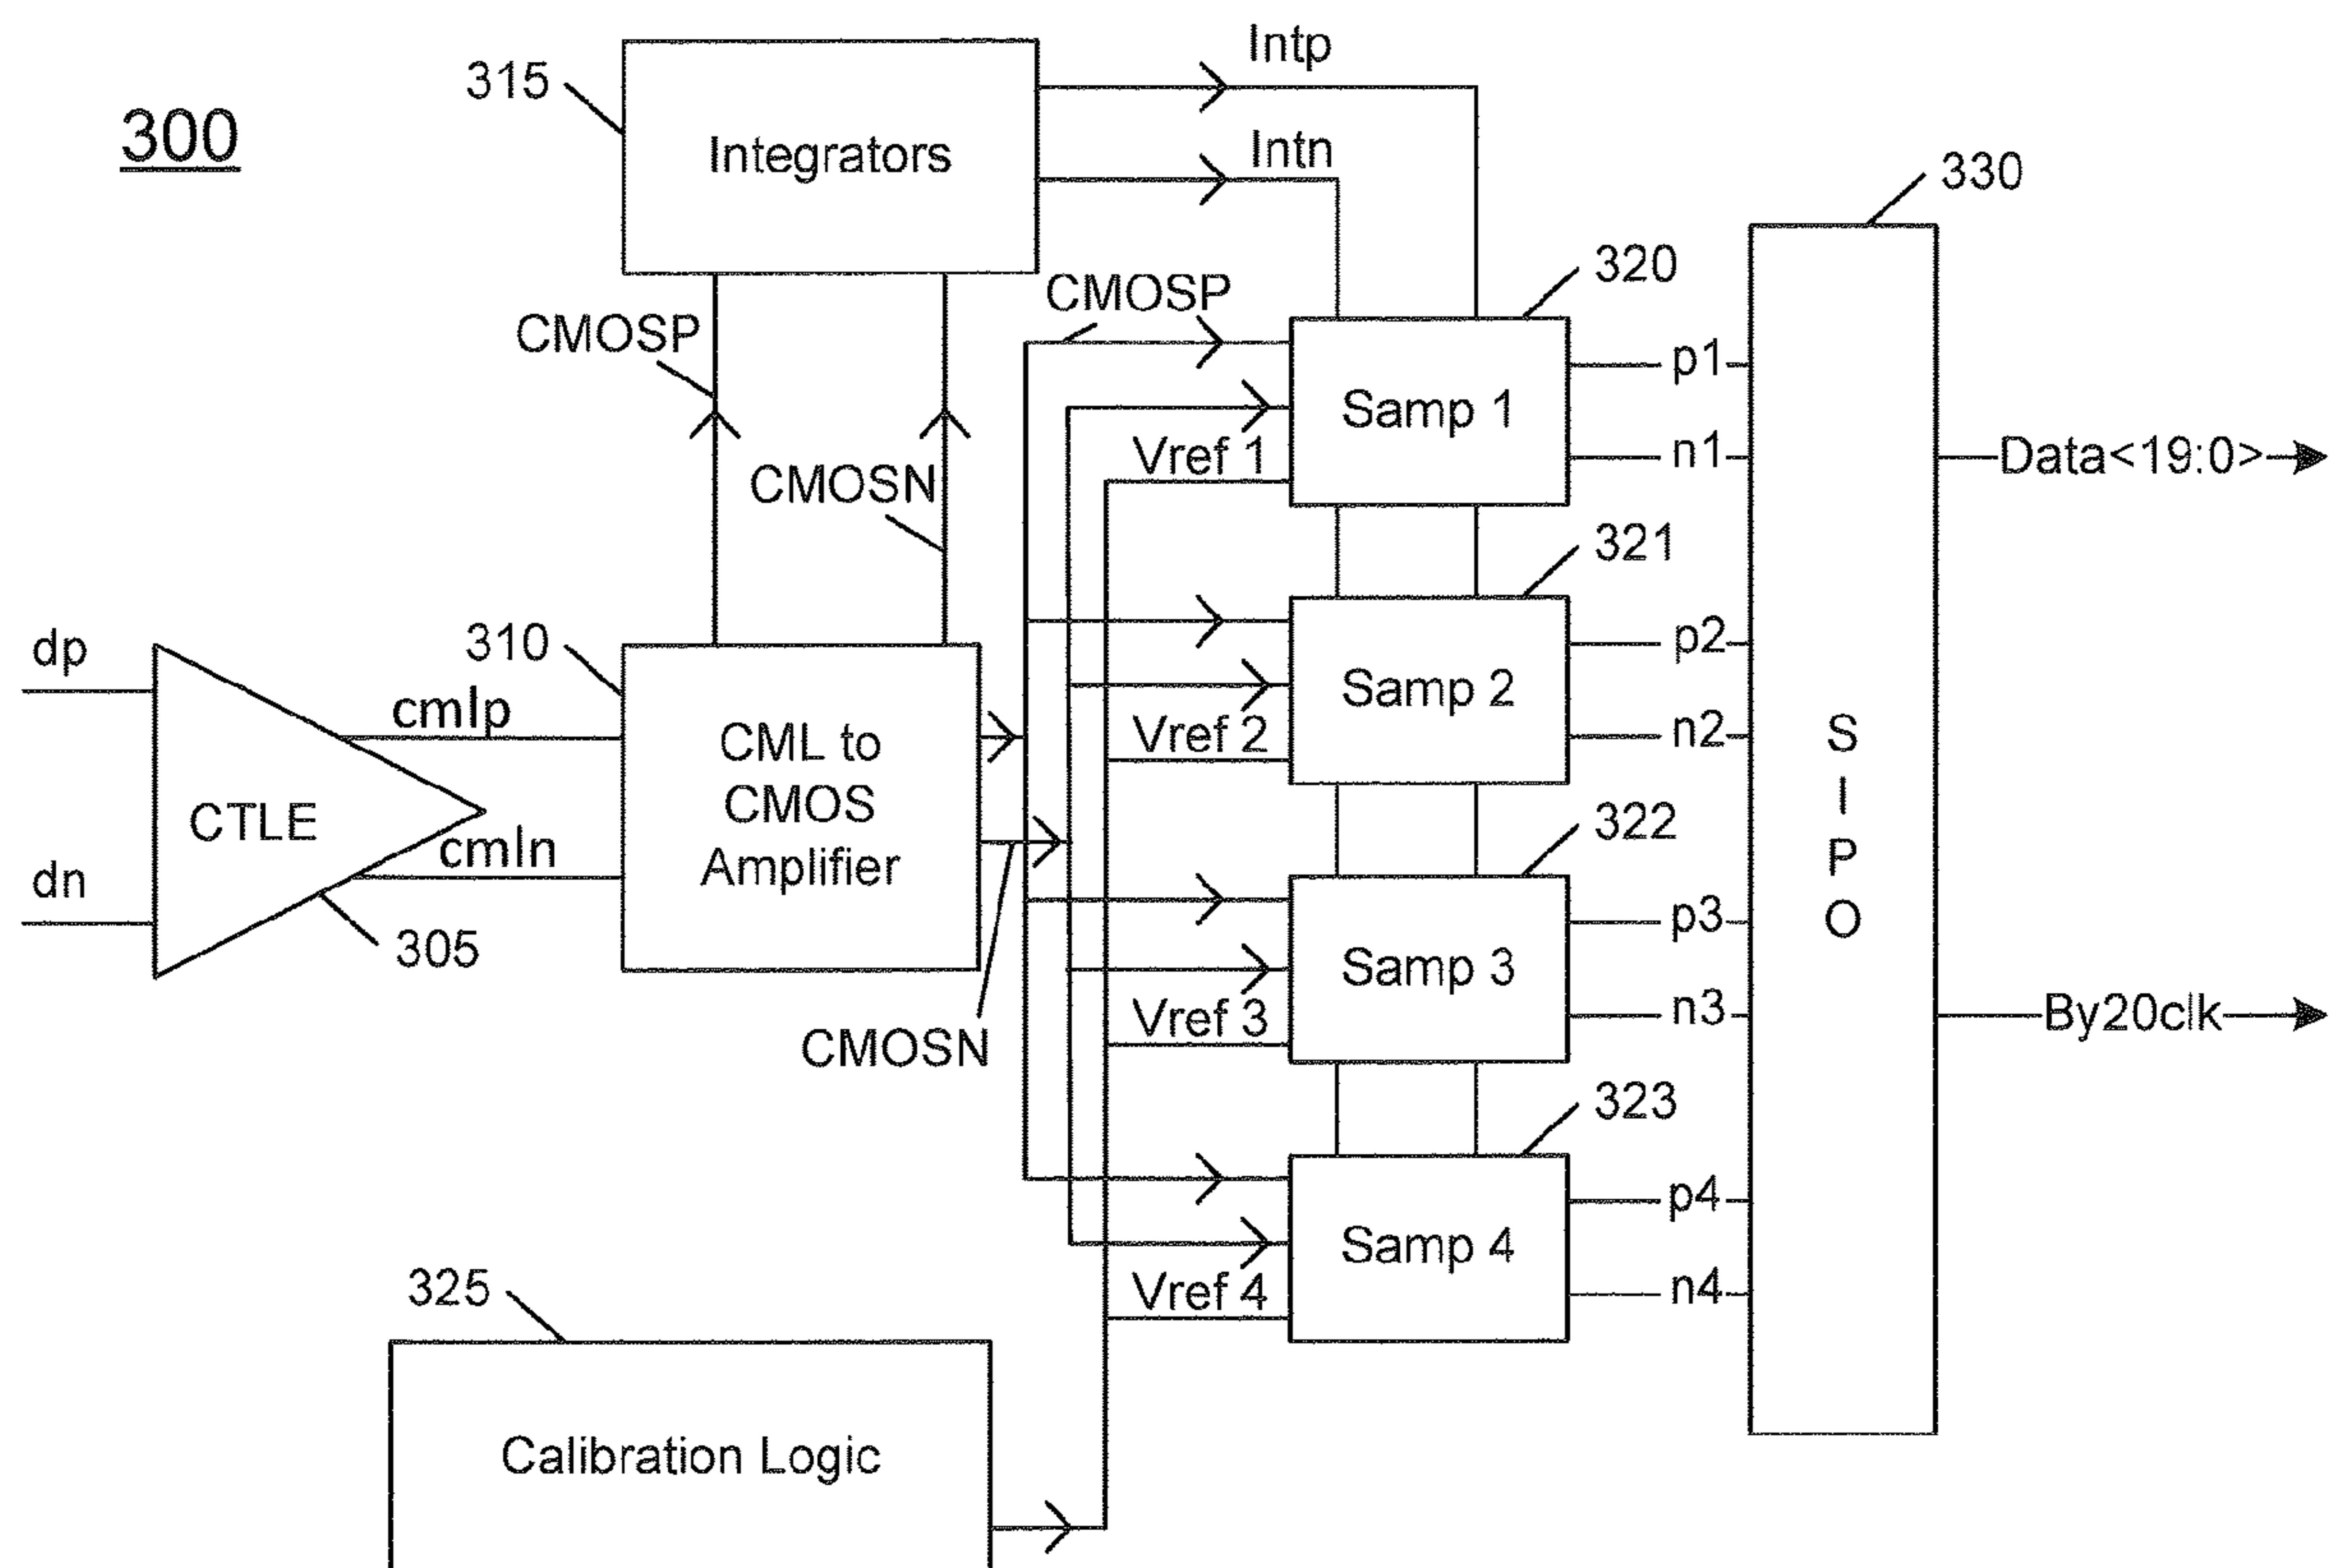 300
315
Integrators
Intp
Intn
330
CMOSP
CMOSN
CMOSP
320
Samp 1
Vref 1
p1
n1
Data<19:0>
321
Samp 2
Vref 2
p2
n2
dp
dn
CTLE
305
cmlp
cmln
310
CML to
CMOS
Amplifier
CMOSN
322
Samp 3
Vref 3
p3
n3
By20clk
323
Samp 4
Vref 4
p4
n4
S
I
P
O
325
Calibration Logic